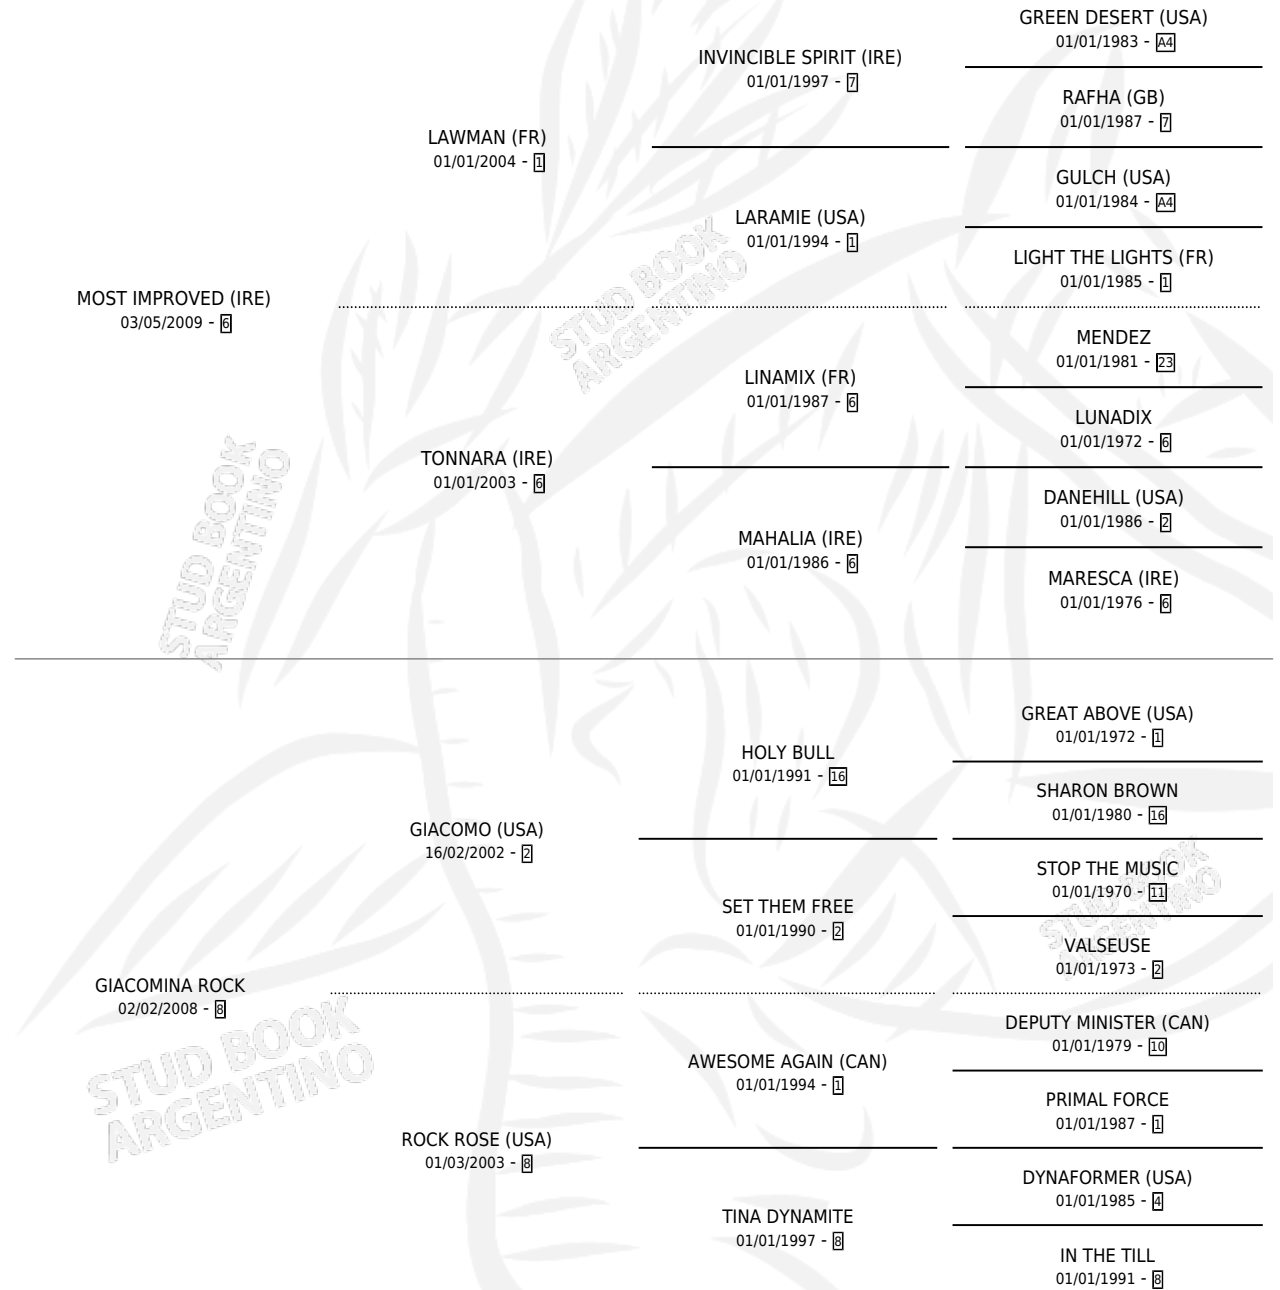 GREEN DESERT (USA)
01/01/1983 - A4
INVINCIBLE SPIRIT (IRE)
01/01/1997 - 7
RAFHA (GB)
01/01/1987 - 7
LAWMAN (FR)
01/01/2004 - 1
GULCH (USA)
01/01/1984 - A4
LARAMIE (USA)
01/01/1994 - 1
LIGHT THE LIGHTS (FR)
01/01/1985 - 1
MOST IMPROVED (IRE)
03/05/2009 - 6
MENDEZ
01/01/1981 - 23
LINAMIX (FR)
01/01/1987 - 6
LUNADIX
01/01/1972 - 6
TONNARA (IRE)
01/01/2003 - 6
DANEHILL (USA)
01/01/1986 - 2
MAHALIA (IRE)
01/01/1986 - 6
MARESCA (IRE)
01/01/1976 - 6
GREAT ABOVE (USA)
01/01/1972 - 1
HOLY BULL
01/01/1991 - 16
SHARON BROWN
01/01/1980 - 16
GIACOMO (USA)
16/02/2002 - 2
STOP THE MUSIC
01/01/1970 - 11
SET THEM FREE
01/01/1990 - 2
VALSEUSE
01/01/1973 - 2
GIACOMINA ROCK
02/02/2008 - 8
DEPUTY MINISTER (CAN)
01/01/1979 - 10
AWESOME AGAIN (CAN)
01/01/1994 - 1
PRIMAL FORCE
01/01/1987 - 1
ROCK ROSE (USA)
01/03/2003 - 8
DYNAFORMER (USA)
01/01/1985 - 4
TINA DYNAMITE
01/01/1997 - 8
IN THE TILL
01/01/1991 - 8
STUD BOOK
ARGENTINO
STUD BOOK
ARGENTINO
STUD BOOK
ARGENTINO
STUD BOOK
ARGENTINO